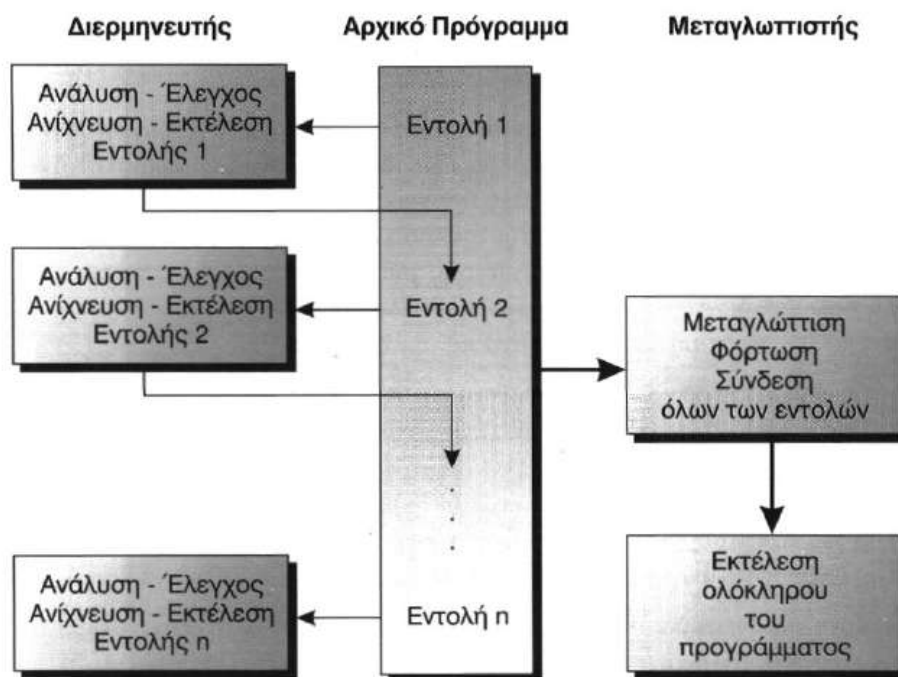 Διερμηνευτής
Αρχικό Πρόγραμμα
Μεταγλωττιστής
Ανάλυση - Έλεγχος
Ανίχνευση - Εκτέλεση
Εντολής 1
Εντολή 1
Ανάλυση - Έλεγχος
Ανίχνευση - Εκτέλεση
Εντολής 2
Εντολή 2
Μεταγλώττιση
Φόρτωση
Σύνδεση
όλων των εντολών
Ανάλυση - Έλεγχος
Ανίχνευση - Εκτέλεση
Εντολής n
Εντολή n
Εκτέλεση
ολόκληρου
του
προγράμματος